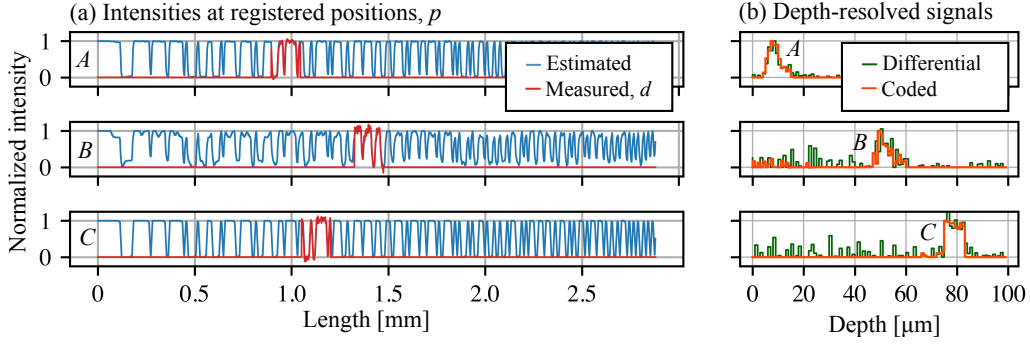 (a) Intensities at registered positions, p
(b) Depth-resolved signals
Normalized intensity
1
0
A
Estimated
Measured, d
1
0
B
1
0
C
0
0.5
1.0
1.5
2.0
2.5
Length [mm]
A
Differential
Coded
B
C
0
20
40
60
80
100
Depth [μm]